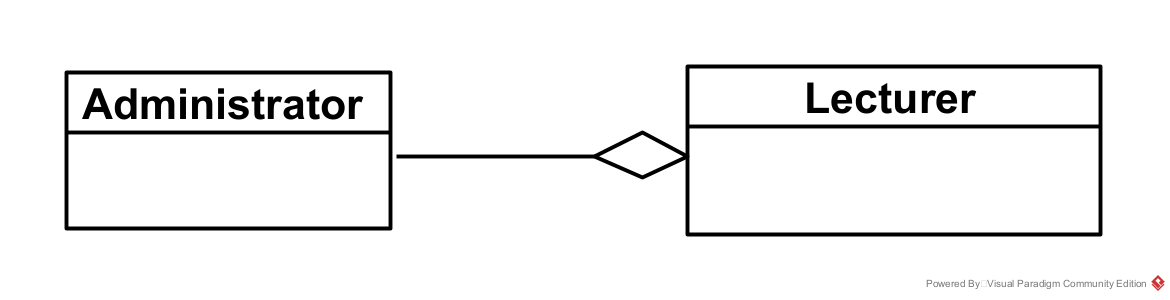 Administrator
Lecturer
Powered By Visual Paradigm Community Edition